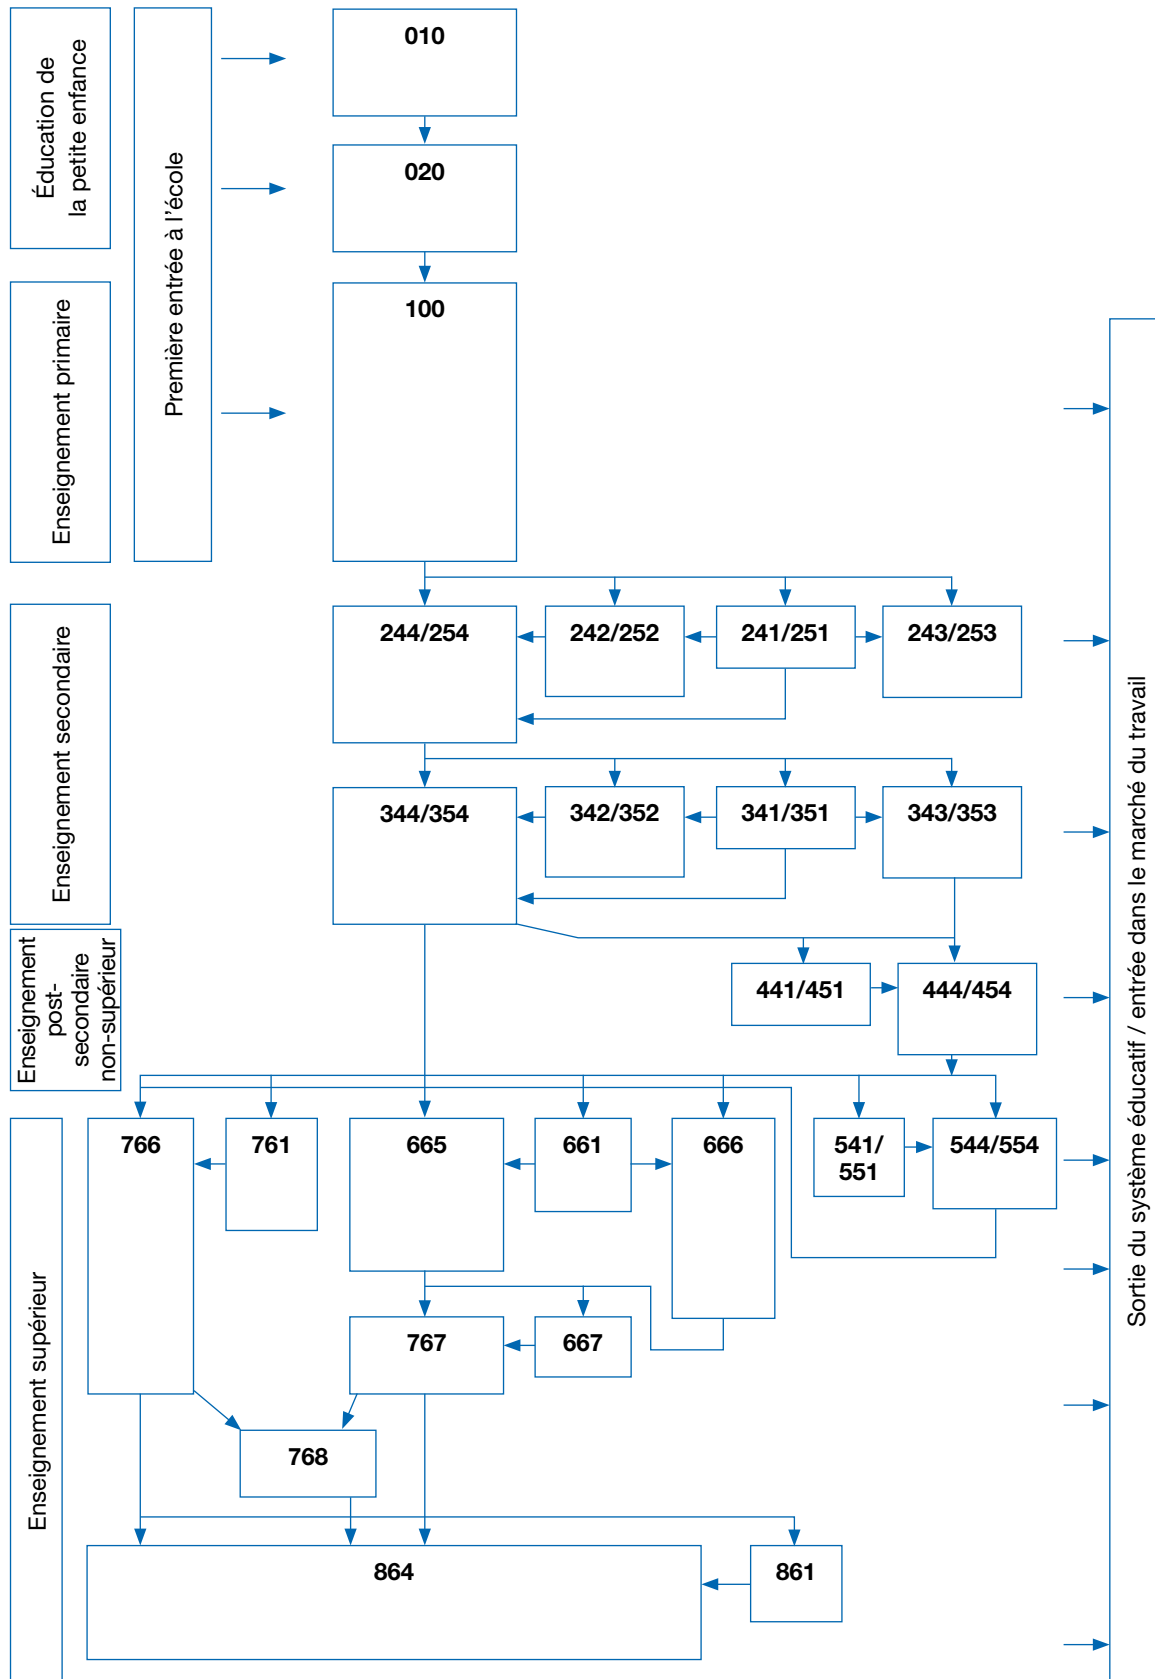 Éducation de
la petite enfance
Première entrée à l'école
010
020
Enseignement primaire
100
Enseignement secondaire
244/254
242/252
241/251
243/253
344/354
342/352
341/351
343/353
Enseignement
post-
secondaire
non-supérieur
441/451
444/454
Enseignement supérieur
766
761
665
661
666
541/
551
544/554
767
667
768
864
861
Sortie du système éducatif / entrée dans le marché du travail